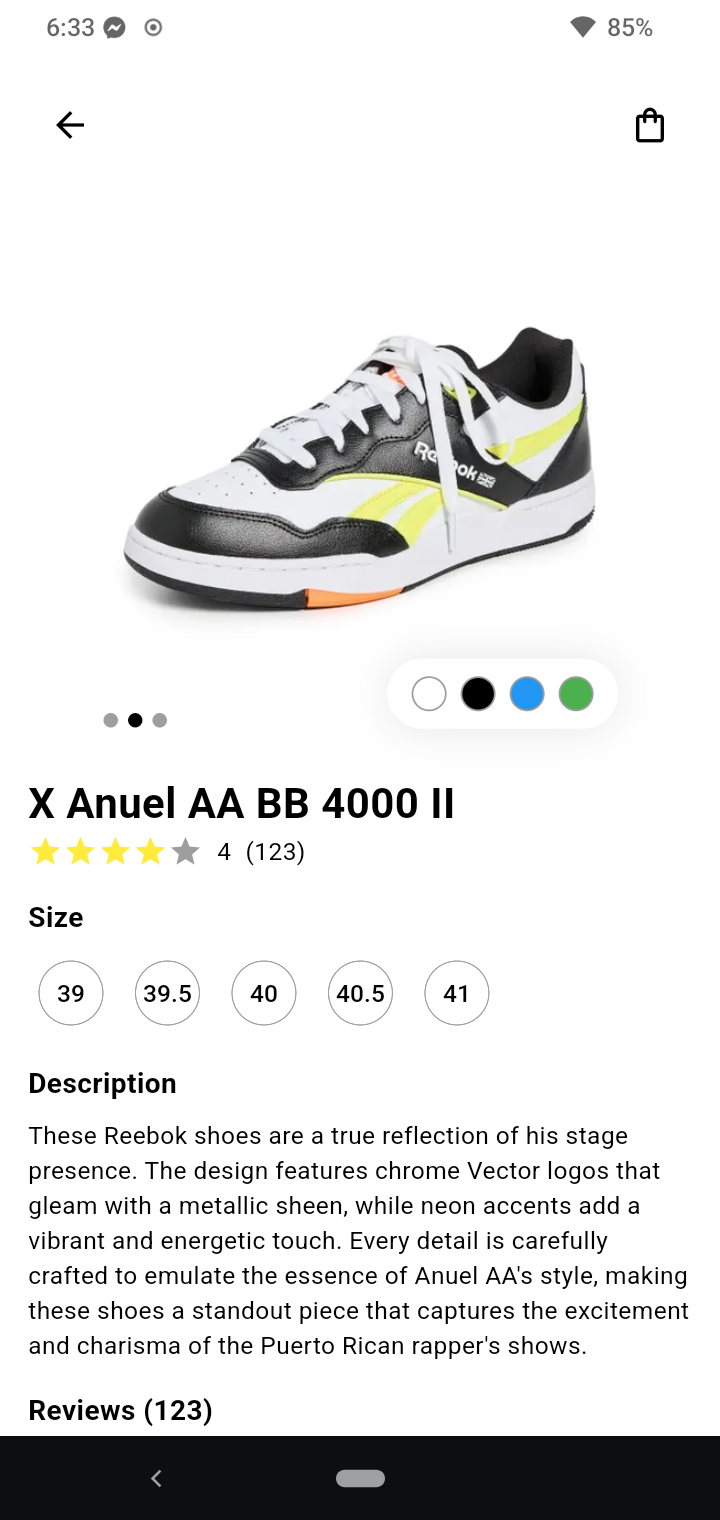 6:33
85%
Reebok
X Anuel AA BB 4000 II
4 (123)
Size
39 39.5 40 40.5 41
Description
These Reebok shoes are a true reflection of his stage
presence. The design features chrome Vector logos that
gleam with a metallic sheen, while neon accents add a
vibrant and energetic touch. Every detail is carefully
crafted to emulate the essence of Anuel AA's style, making
these shoes a standout piece that captures the excitement
and charisma of the Puerto Rican rapper's shows.
Reviews (123)